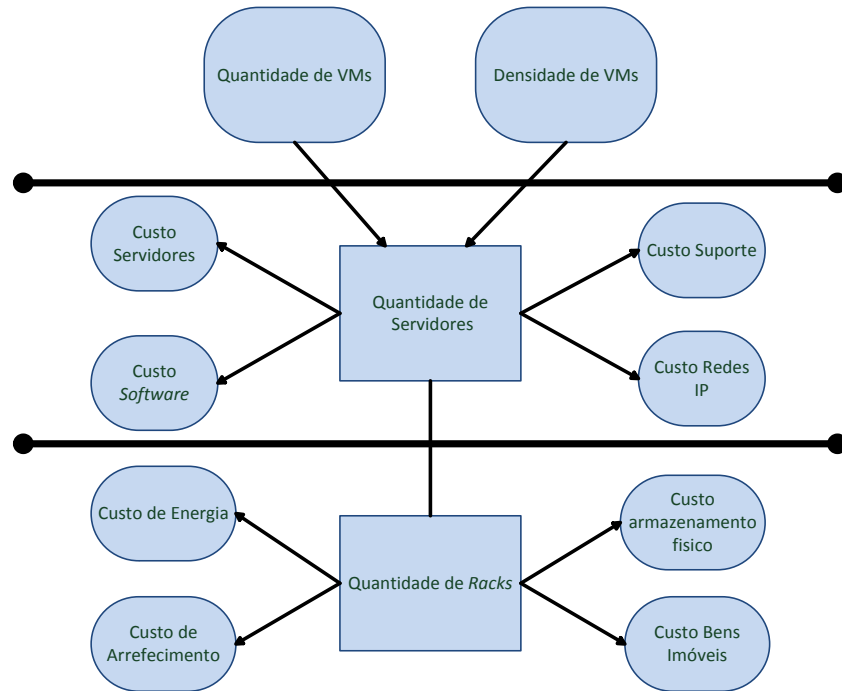 Quantidade de VMs
Densidade de VMs
Custo
Servidores
Custo Suporte
Quantidade de
Servidores
Custo
Software
Custo Redes
IP
Custo de Energia
Custo
armazenamento
fisico
Quantidade de Racks
Custo de
Arrefecimento
Custo Bens
Imóveis